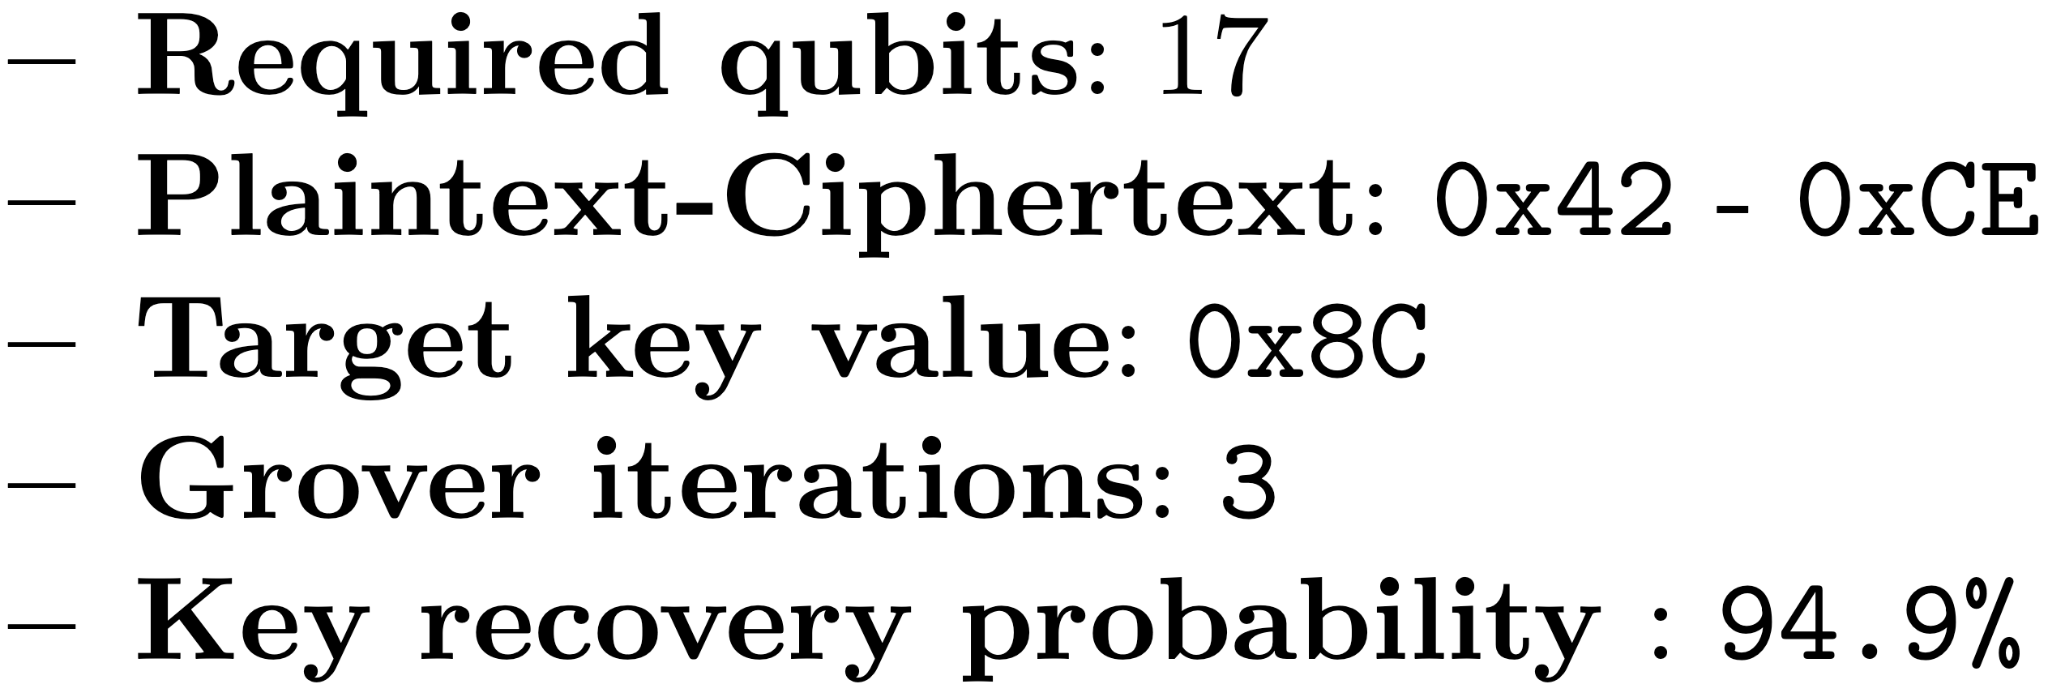 – Required qubits: 17
– Plaintext-Ciphertext: 0x42 - 0xCE
– Target key value: 0x8C
– Grover iterations: 3
– Key recovery probability : 94.9%